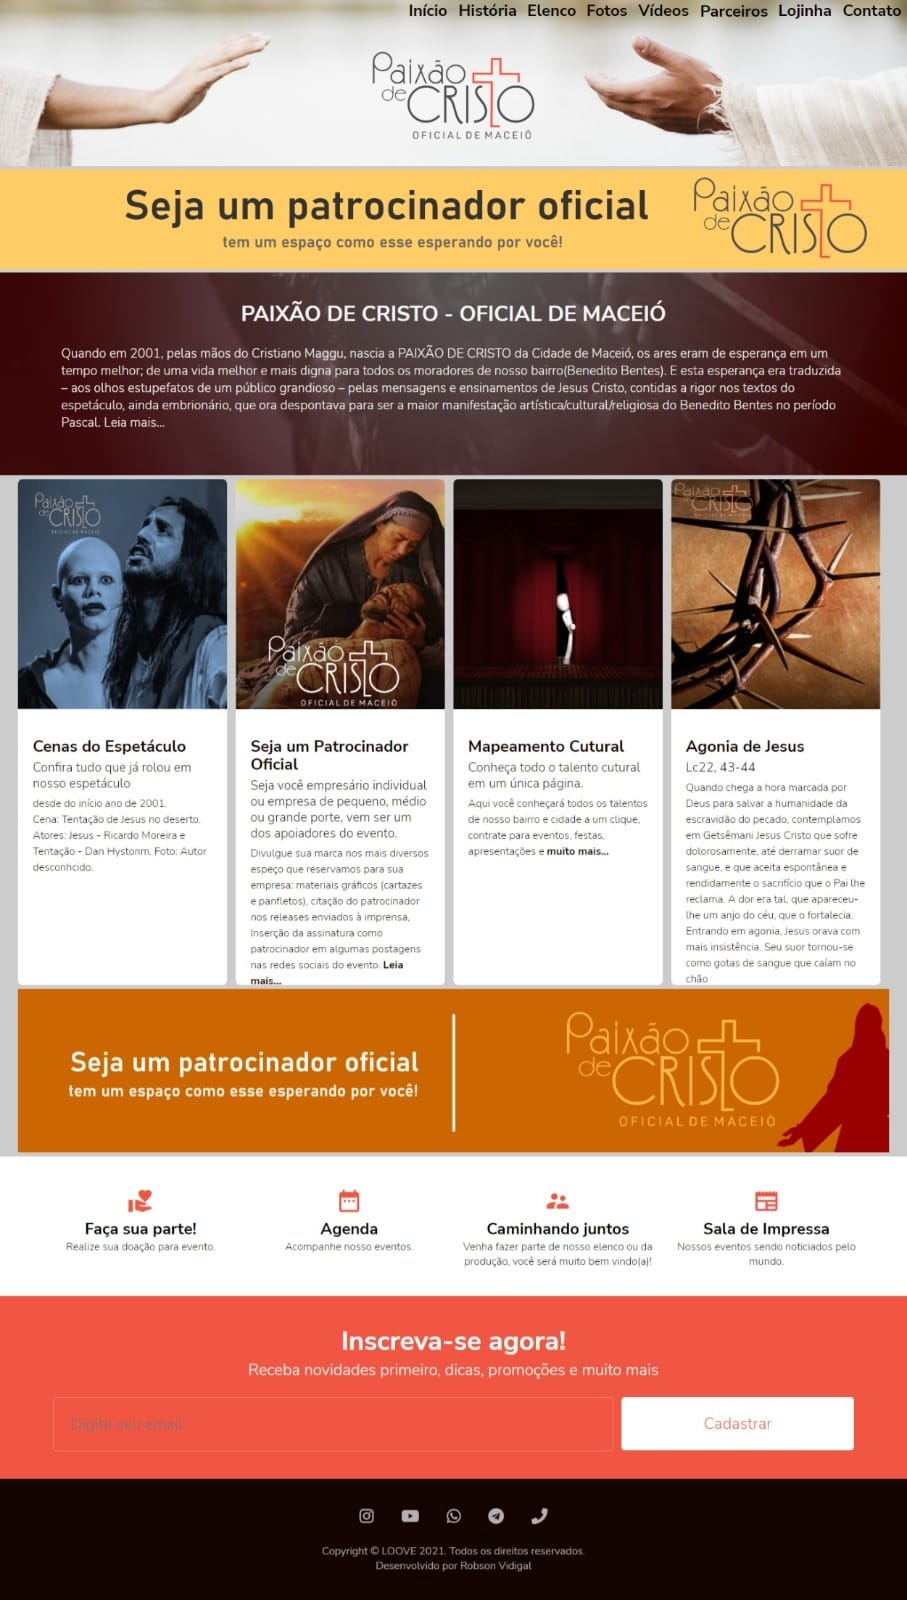 Início História Elenco Fotos Vídeos Parceiros Lojinha Contato
Paixão
de CRISTO
OFICIAL DE MACEIÓ
Seja um patrocinador oficial
tem um espaço como esse esperando por você!
Paixão
de CRISTO
PAIXÃO DE CRISTO - OFICIAL DE MACEIÓ
Quando em 2001, pelas mãos do Cristiano Maggu, nascia a PAIXÃO DE CRISTO da Cidade de Maceió, os ares eram de esperança em um
tempo melhor; de uma vida melhor e mais digna para todos os moradores de nosso bairro(Benedito Bentes). E esta esperança era traduzida
– aos olhos estupefatos de um público grandioso – pelas mensagens e ensinamentos de Jesus Cristo, contidas a rigor nos textos do
espetáculo, ainda embrionário, que ora despontava para ser a maior manifestação artística/cultural/religiosa do Benedito Bentes no período
Pascal. Leia mais...
Paixão
de CRISTO
OFICIAL DE MACEIÓ
Cenas do Espetáculo
Confira tudo que já rolou em
nosso espetáculo
desde do início ano de 2001.
Cena: Tentação de Jesus no deserto.
Atores: Jesus - Ricardo Moreira e
Tentação - Dan Hystonm. Foto: Autor
desconhcido.
Paixão
de CRISTO
OFICIAL DE MACEIÓ
Seja um Patrocinador
Oficial
Seja você empresário individual
ou empresa de pequeno, médio
ou grande porte, vem ser um
dos apoiadores do evento.
Divulgue sua marca nos mais diversos
espeço que reservamos para sua
empresa: materiais gráficos (cartazes
e panfletos), citação do patrocinador
nos releases enviados à imprensa,
Inserção da assinatura como
patrocinador em algumas postagens
nas redes sociais do evento. Leia
mais...
Mapeamento Cutural
Conheça todo o talento cutural
em um única página.
Aqui você conheçará todos os talentos
de nosso bairro e cidade a um clique,
contrate para eventos, festas,
apresentações e muito mais...
Paixão
de CRISTO
OFICIAL DE MACEIÓ
Agonia de Jesus
Lc22, 43-44
Quando chega a hora marcada por
Deus para salvar a humanidade da
escravidão do pecado, contemplamos
em Getsêmani Jesus Cristo que sofre
dolorosamente, até derramar suor de
sangue, e que aceita espontânea e
rendidamente o sacrifício que o Pai lhe
reclama. A dor era tal, que apareceu-
lhe um anjo do céu, que o fortalecia.
Entrando em agonia, Jesus orava com
mais insistência. Seu suor tornou-se
como gotas de sangue que caíam no
chão
Seja um patrocinador oficial
tem um espaço como esse esperando por você!
Paixão
de CRISTO
OFICIAL DE MACEIÓ
Faça sua parte!
Realize sua doação para evento.
Agenda
Acompanhe nosso eventos.
Caminhando juntos
Venha fazer parte de nosso elenco ou da
produção, você será muito bem vindo(a)!
Sala de Impressa
Nossos eventos sendo noticiados pelo
mundo.
Inscreva-se agora!
Receba novidades primeiro, dicas, promoções e muito mais
Digite seu email
Cadastrar
Copyright © LOOVE 2021. Todos os direitos reservados.
Desenvolvido por Robson Vidigal